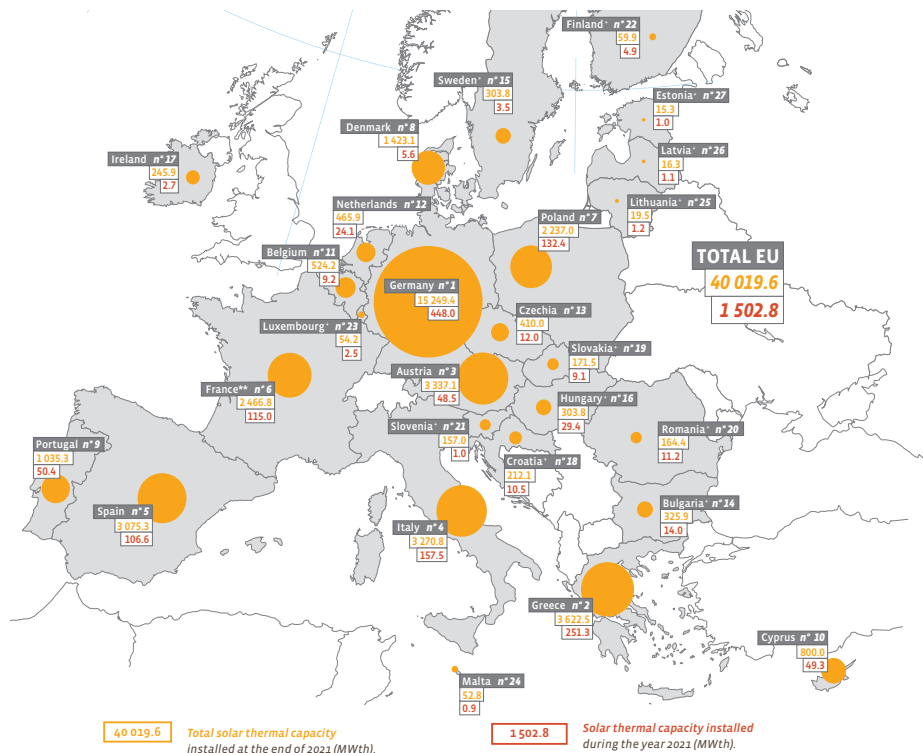 Finland⁺ n°22
59.9
4.9
Sweden⁺ n°15
303.8
3.5
Estonia⁺ n°27
15.3
1.0
Denmark n°8
1 423.1
5.6
Latvia⁺ n°26
16.3
1.1
Ireland n°17
245.9
2.7
Lithuania⁺ n°25
19.5
1.2
Netherlands n°12
465.9
24.1
Poland n°7
2 237.0
132.4
Belgium n°11
524.2
9.2
TOTAL EU
40 019.6
1 502.8
Germany n°1
15 249.4
448.0
Czechia n°13
410.0
12.0
Luxembourg⁺ n°23
54.2
2.5
Slovakia⁺ n°19
171.5
9.1
Austria n°3
3 337.1
48.5
France** n°6
2 466.8
115.0
Hungary⁺ n°16
303.8
29.4
Slovenia⁺ n°21
157.0
1.0
Romania⁺ n°20
164.4
11.2
Portugal n°9
1 035.3
50.4
Croatia⁺ n°18
212.1
10.5
Bulgaria⁺ n°14
325.9
14.0
Spain n°5
3 075.3
106.6
Italy n°4
3 270.8
157.5
Greece n°2
3 622.5
251.3
Cyprus n° 10
800.0
49.3
Malta n°24
52.8
0.9
40 019.6
Total solar thermal capacity
installed at the end of 2021 (MWth).
1 502.8
Solar thermal capacity installed
during the year 2021 (MWth).